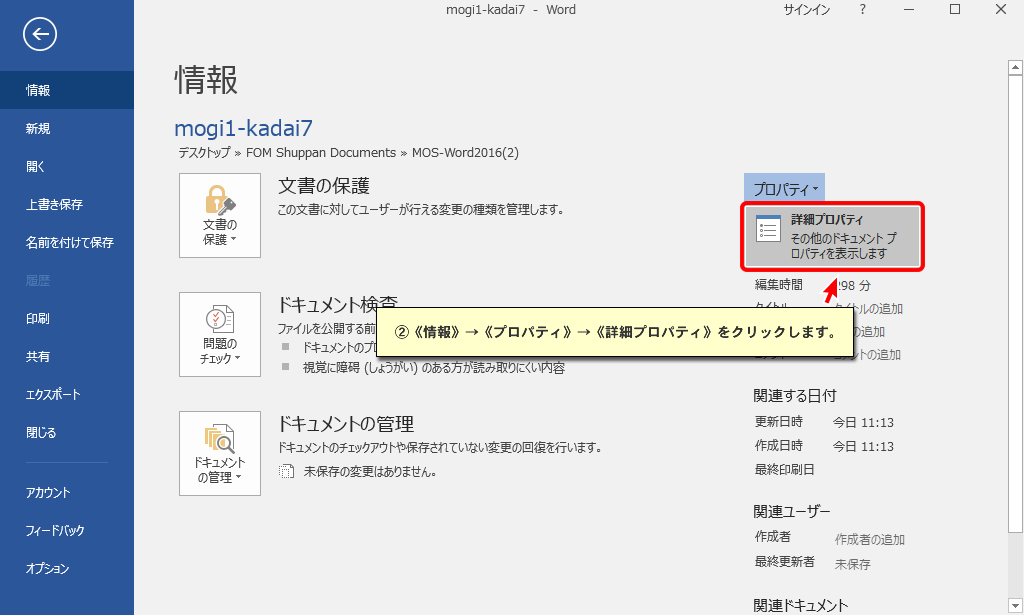 mogi1-kadai7 - Word
サインイン
?
情報
新規
開く
上書き保存
名前を付けて保存
履歴
印刷
共有
エクスポート
閉じる
アカウント
フィードバック
オプション
情報
mogi1-kadai7
デスクトップ » FOM Shuppan Documents » MOS-Word2016(2)
文書の
保護
文書の保護
この文書に対してユーザーが行える変更の種類を管理します。
問題の
チェック
ドキュメント検査
ファイルを公開する前
ドキュメントのプ
視覚に障碍 (しょうがい) のある方が読み取りにくい内容
ドキュメント
の管理
ドキュメントの管理
ドキュメントのチェックアウトや保存されていない変更の回復を行います。
未保存の変更はありません。
②《情報》→《プロパティ》→《詳細プロパティ》をクリックします。
プロパティ
詳細プロパティ
その他のドキュメント プ
ロパティを表示します
編集時間 298 分
タイトル タイトルの追加
の追加
コメントの追加
関連する日付
更新日時 今日 11:13
作成日時 今日 11:13
最終印刷日
関連ユーザー
作成者 作成者の追加
最終更新者 未保存
関連ドキュメント